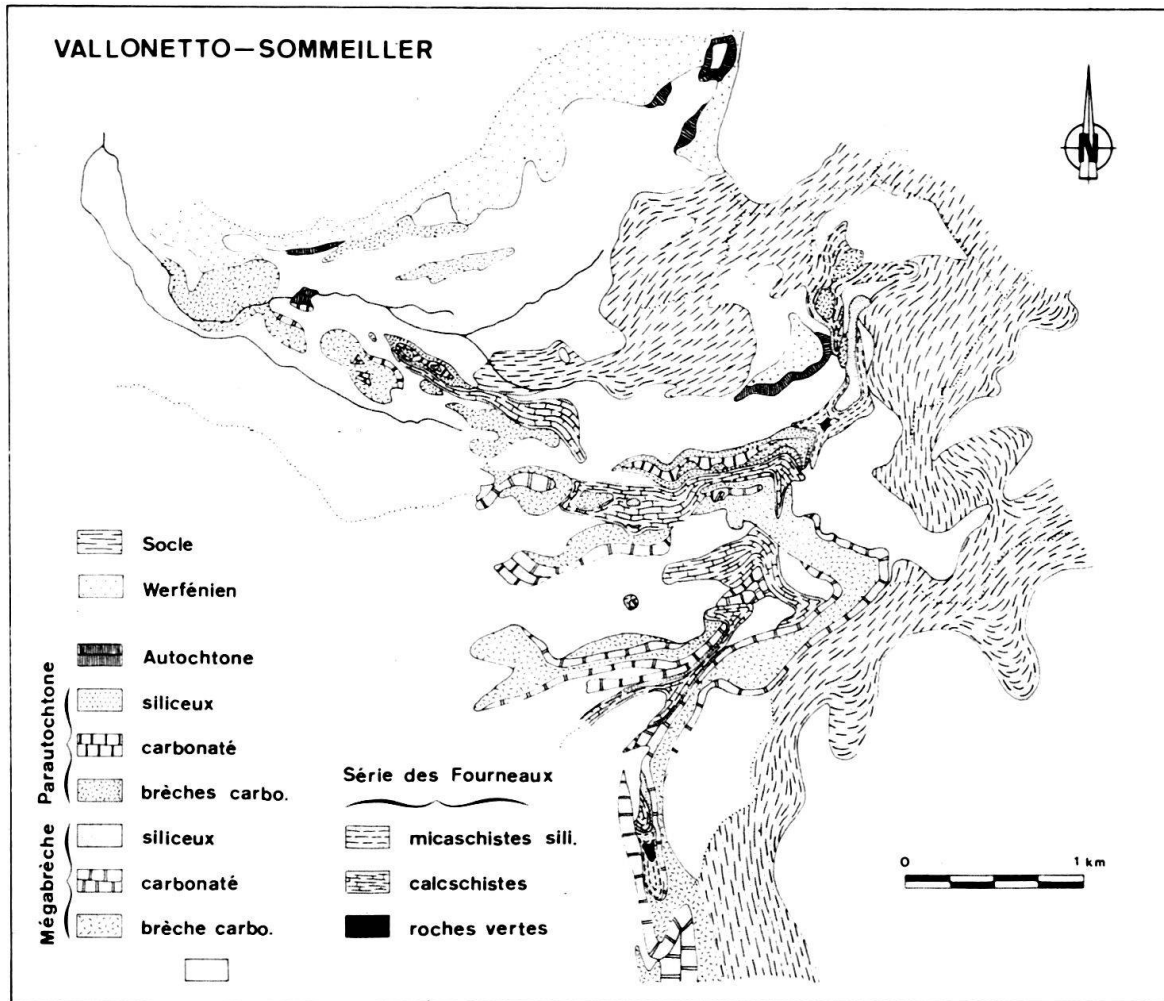 VALLONETTO–SOMMEILLER
N
Socle
Werfénien
Autochtone
Parautochtone
siliceux
carbonaté
brèches carbo.
Mégabrèche
siliceux
carbonaté
brèche carbo.
Série des Fourneaux
micaschistes sili.
calcschistes
roches vertes
0 1 km